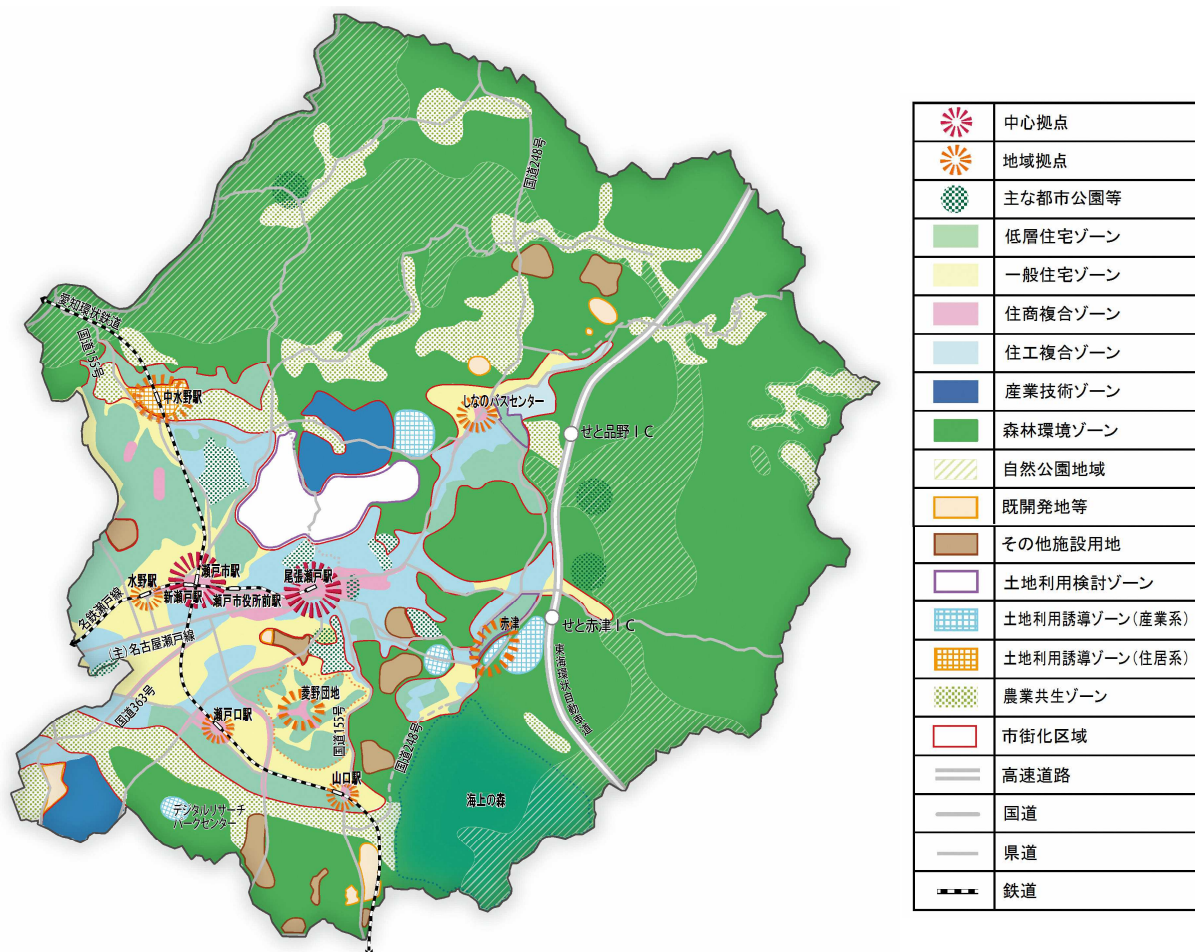 国道248号
愛知環状鉄道
国道155号
中水野駅
しなのバスセンター
せと品野IC
瀬戸市駅
尾張瀬戸駅
水野駅
新瀬戸駅
瀬戸市役所前駅
名鉄瀬戸線
(主)名古屋瀬戸線
赤津
せと赤津IC
東海環状自動車道
菱野団地
国道363号
瀬戸口駅
国道155号
国道248号
山口駅
海上の森
デジタルリサーチ
パークセンター
中心拠点
地域拠点
主な都市公園等
低層住宅ゾーン
一般住宅ゾーン
住商複合ゾーン
住工複合ゾーン
産業技術ゾーン
森林環境ゾーン
自然公園地域
既開発地等
その他施設用地
土地利用検討ゾーン
土地利用誘導ゾーン(産業系)
土地利用誘導ゾーン(住居系)
農業共生ゾーン
市街化区域
高速道路
国道
県道
鉄道